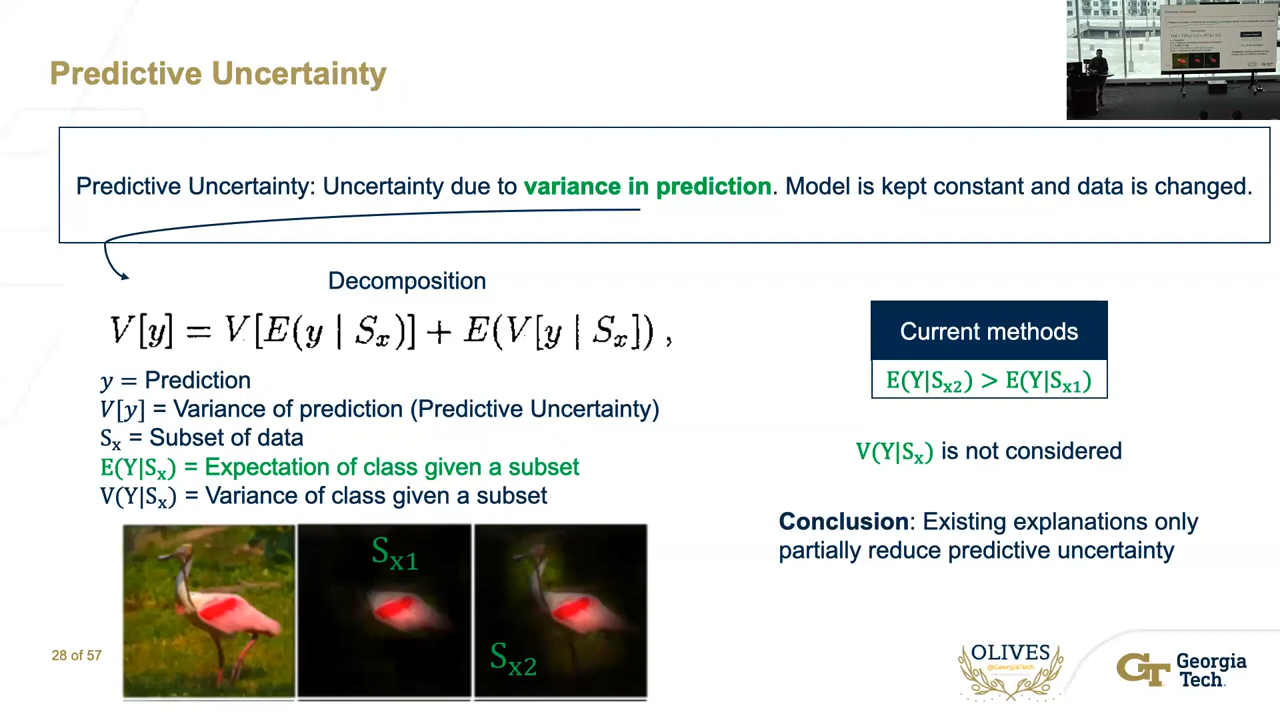 Predictive Uncertainty
Predictive Uncertainty: Uncertainty due to variance in prediction. Model is kept constant and data is changed.
Decomposition
V[y] = V[E(y | Sₓ)] + E(V[y | Sₓ]) ,
y = Prediction
V[y] = Variance of prediction (Predictive Uncertainty)
Sₓ = Subset of data
E(Y|Sₓ) = Expectation of class given a subset
V(Y|Sₓ) = Variance of class given a subset
Sₓ₁
Sₓ₂
Current methods
E(Y|Sₓ₂) > E(Y|Sₓ₁)
V(Y|Sₓ) is not considered
Conclusion: Existing explanations only
partially reduce predictive uncertainty
28 of 57
OLIVES
@GeorgiaTech
GT Georgia
Tech